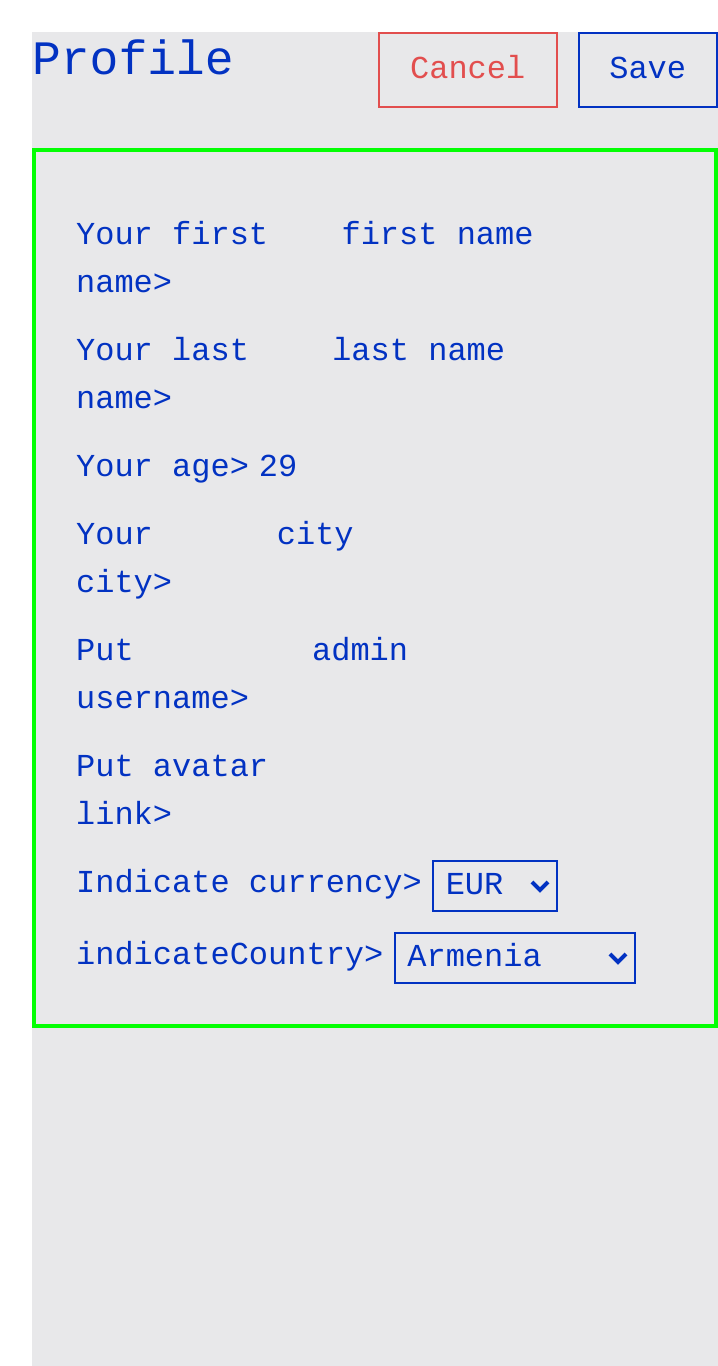 Profile Cancel Save
Your first first name
name>
Your last last name
name>
Your age> 29
Your city
city>
Put admin
username>
Put avatar
link>
Indicate currency> EUR
indicateCountry> Armenia